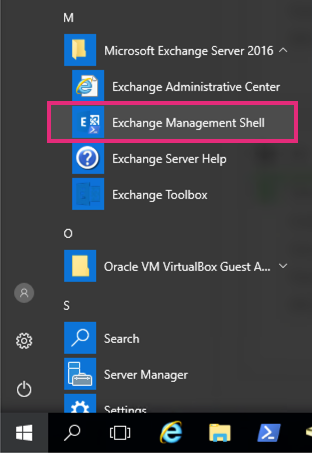 M
Microsoft Exchange Server 2016
Exchange Administrative Center
E
Exchange Management Shell
Exchange Server Help
Exchange Toolbox
O
Oracle VM VirtualBox Guest A...
S
Search
Server Manager
Settings